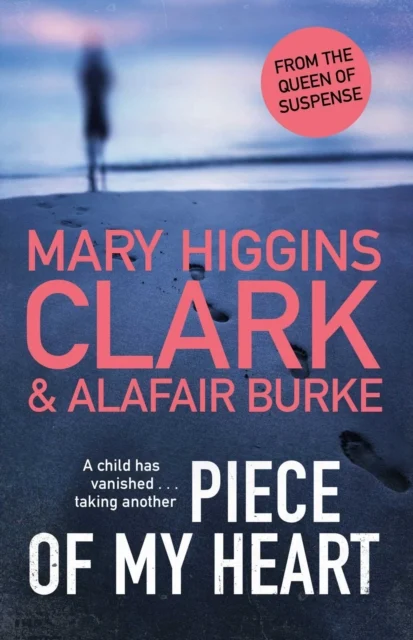 FROM THE
QUEEN OF
SUSPENSE
MARY HIGGINS
CLARK
& ALAFAIR BURKE
A child has
vanished . . .
taking another
PIECE
OF MY HEART